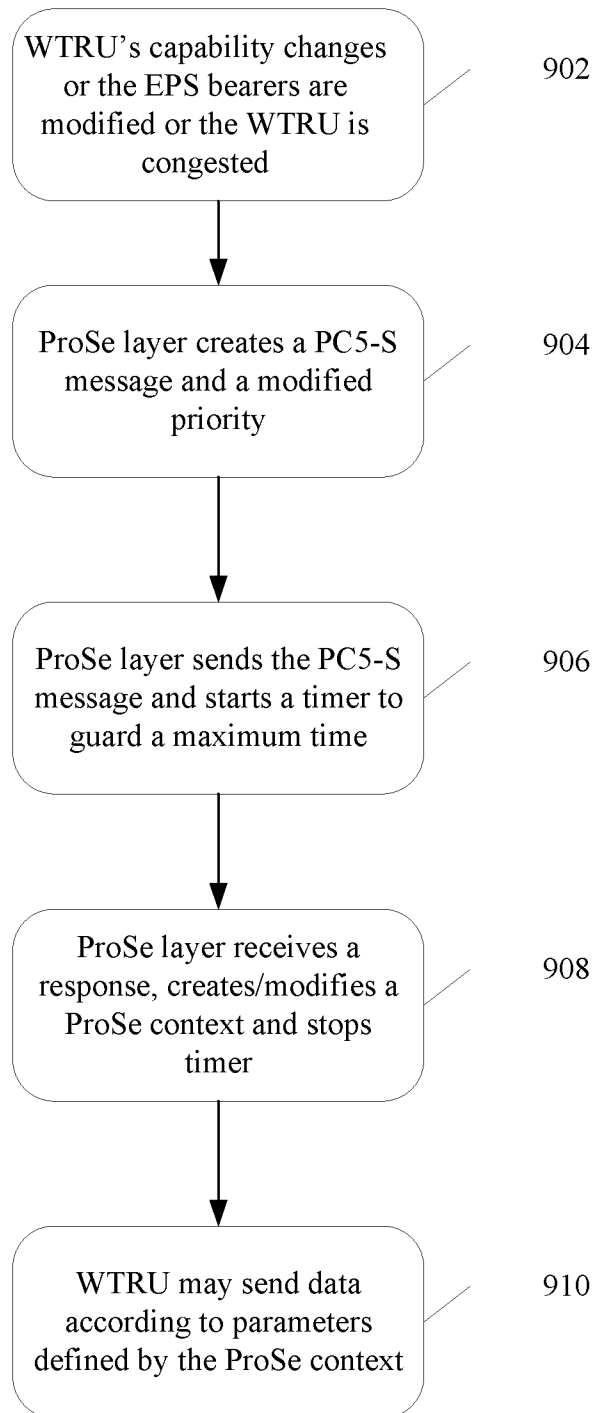 WTRU's capability changes
or the EPS bearers are
modified or the WTRU is
congested
902
ProSe layer creates a PC5-S
message and a modified
priority
904
ProSe layer sends the PC5-S
message and starts a timer to
guard a maximum time
906
ProSe layer receives a
response, creates/modifies a
ProSe context and stops
timer
908
WTRU may send data
according to parameters
defined by the ProSe context
910